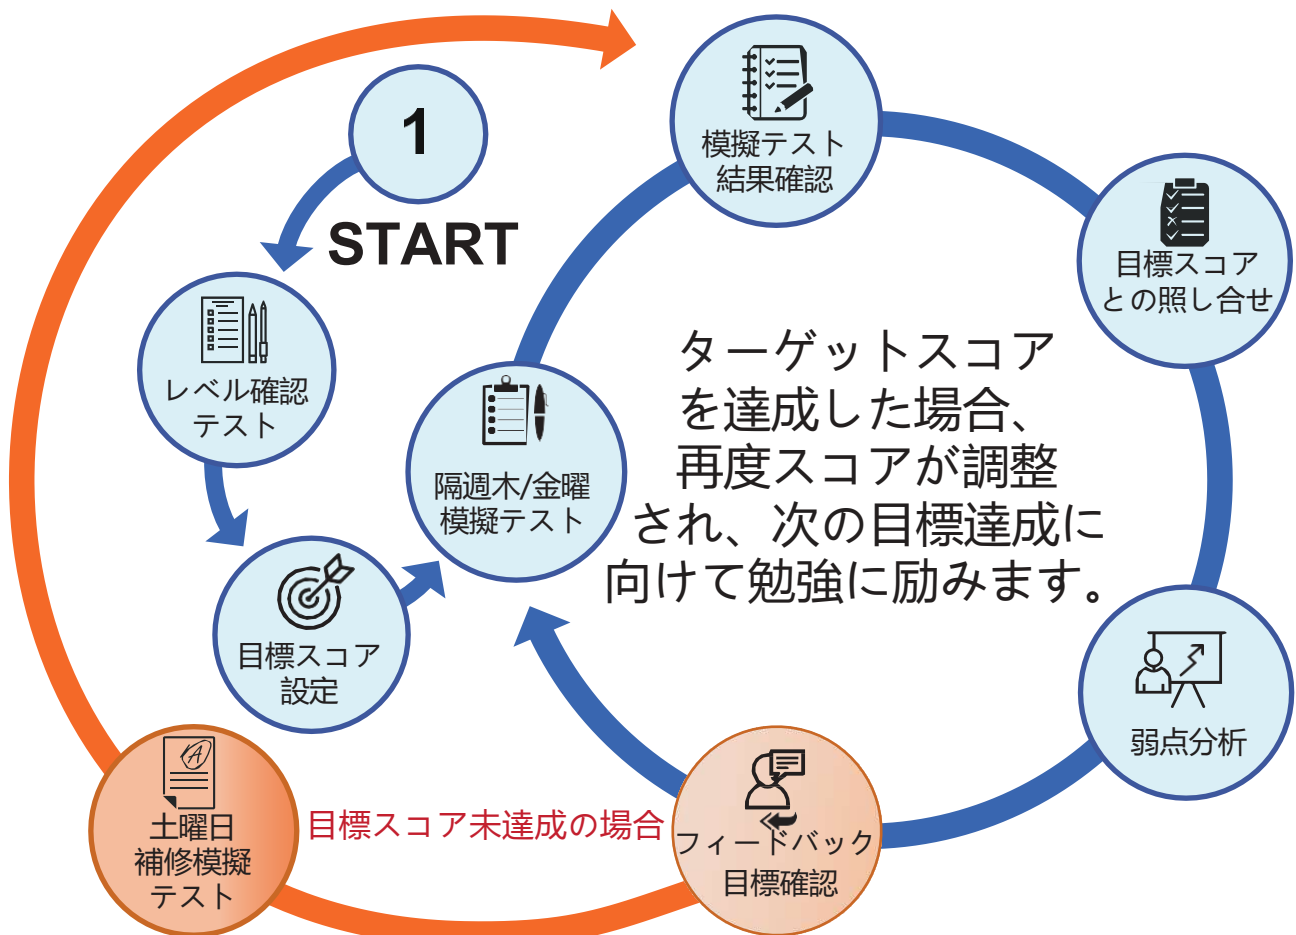 1
START
レベル確認
テスト
目標スコア
設定
隔週木/金曜
模擬テスト
模擬テスト
結果確認
目標スコア
との照し合せ
弱点分析
フィードバック
目標確認
目標スコア未達成の場合
土曜日
補修模擬
テスト
ターゲットスコア
を達成した場合、
再度スコアが調整
され、次の目標達成に
向けて勉強に励みます。
A